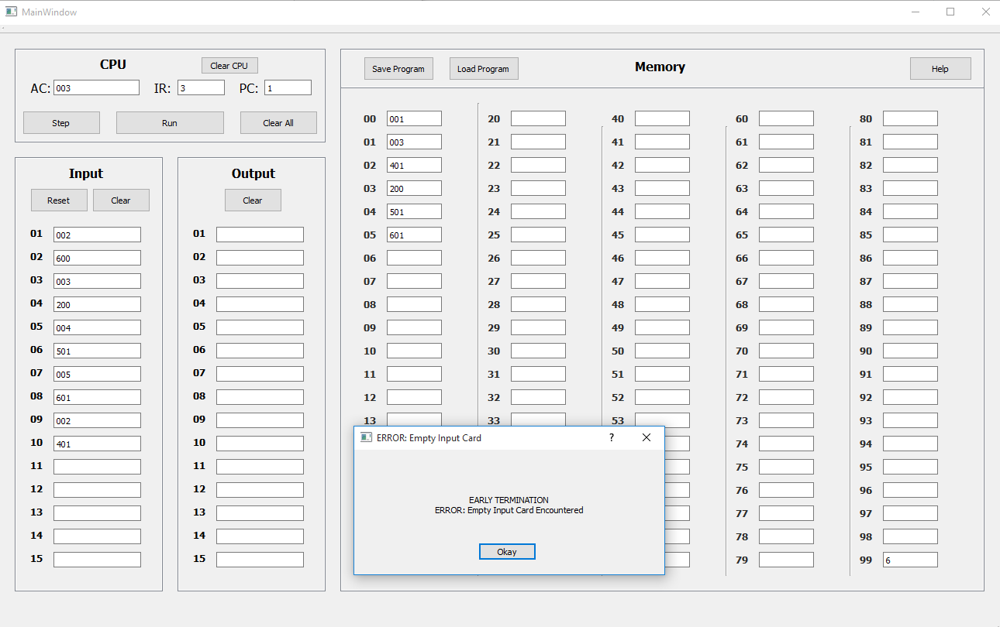 MainWindow
CPU
Clear CPU
AC: 003 IR: 3 PC: 1
Step Run Clear All
Input
Reset Clear
01 002
02 600
03 003
04 200
05 004
06 501
07 005
08 601
09 002
10 401
11
12
13
14
15
Output
Clear
01
02
03
04
05
06
07
08
09
10
11
12
13
14
15
Save Program Load Program Memory Help
00 001 20 40 60 80
01 003 21 41 61 81
02 401 22 42 62 82
03 200 23 43 63 83
04 501 24 44 64 84
05 601 25 45 65 85
06 26 46 66 86
07 27 47 67 87
08 28 48 68 88
09 29 49 69 89
10 30 50 70 90
11 31 51 71 91
12 32 52 72 92
13 33 53 73 93
74 94
75 95
76 96
77 97
78 98
79 99 6
ERROR: Empty Input Card ?
EARLY TERMINATION
ERROR: Empty Input Card Encountered
Okay